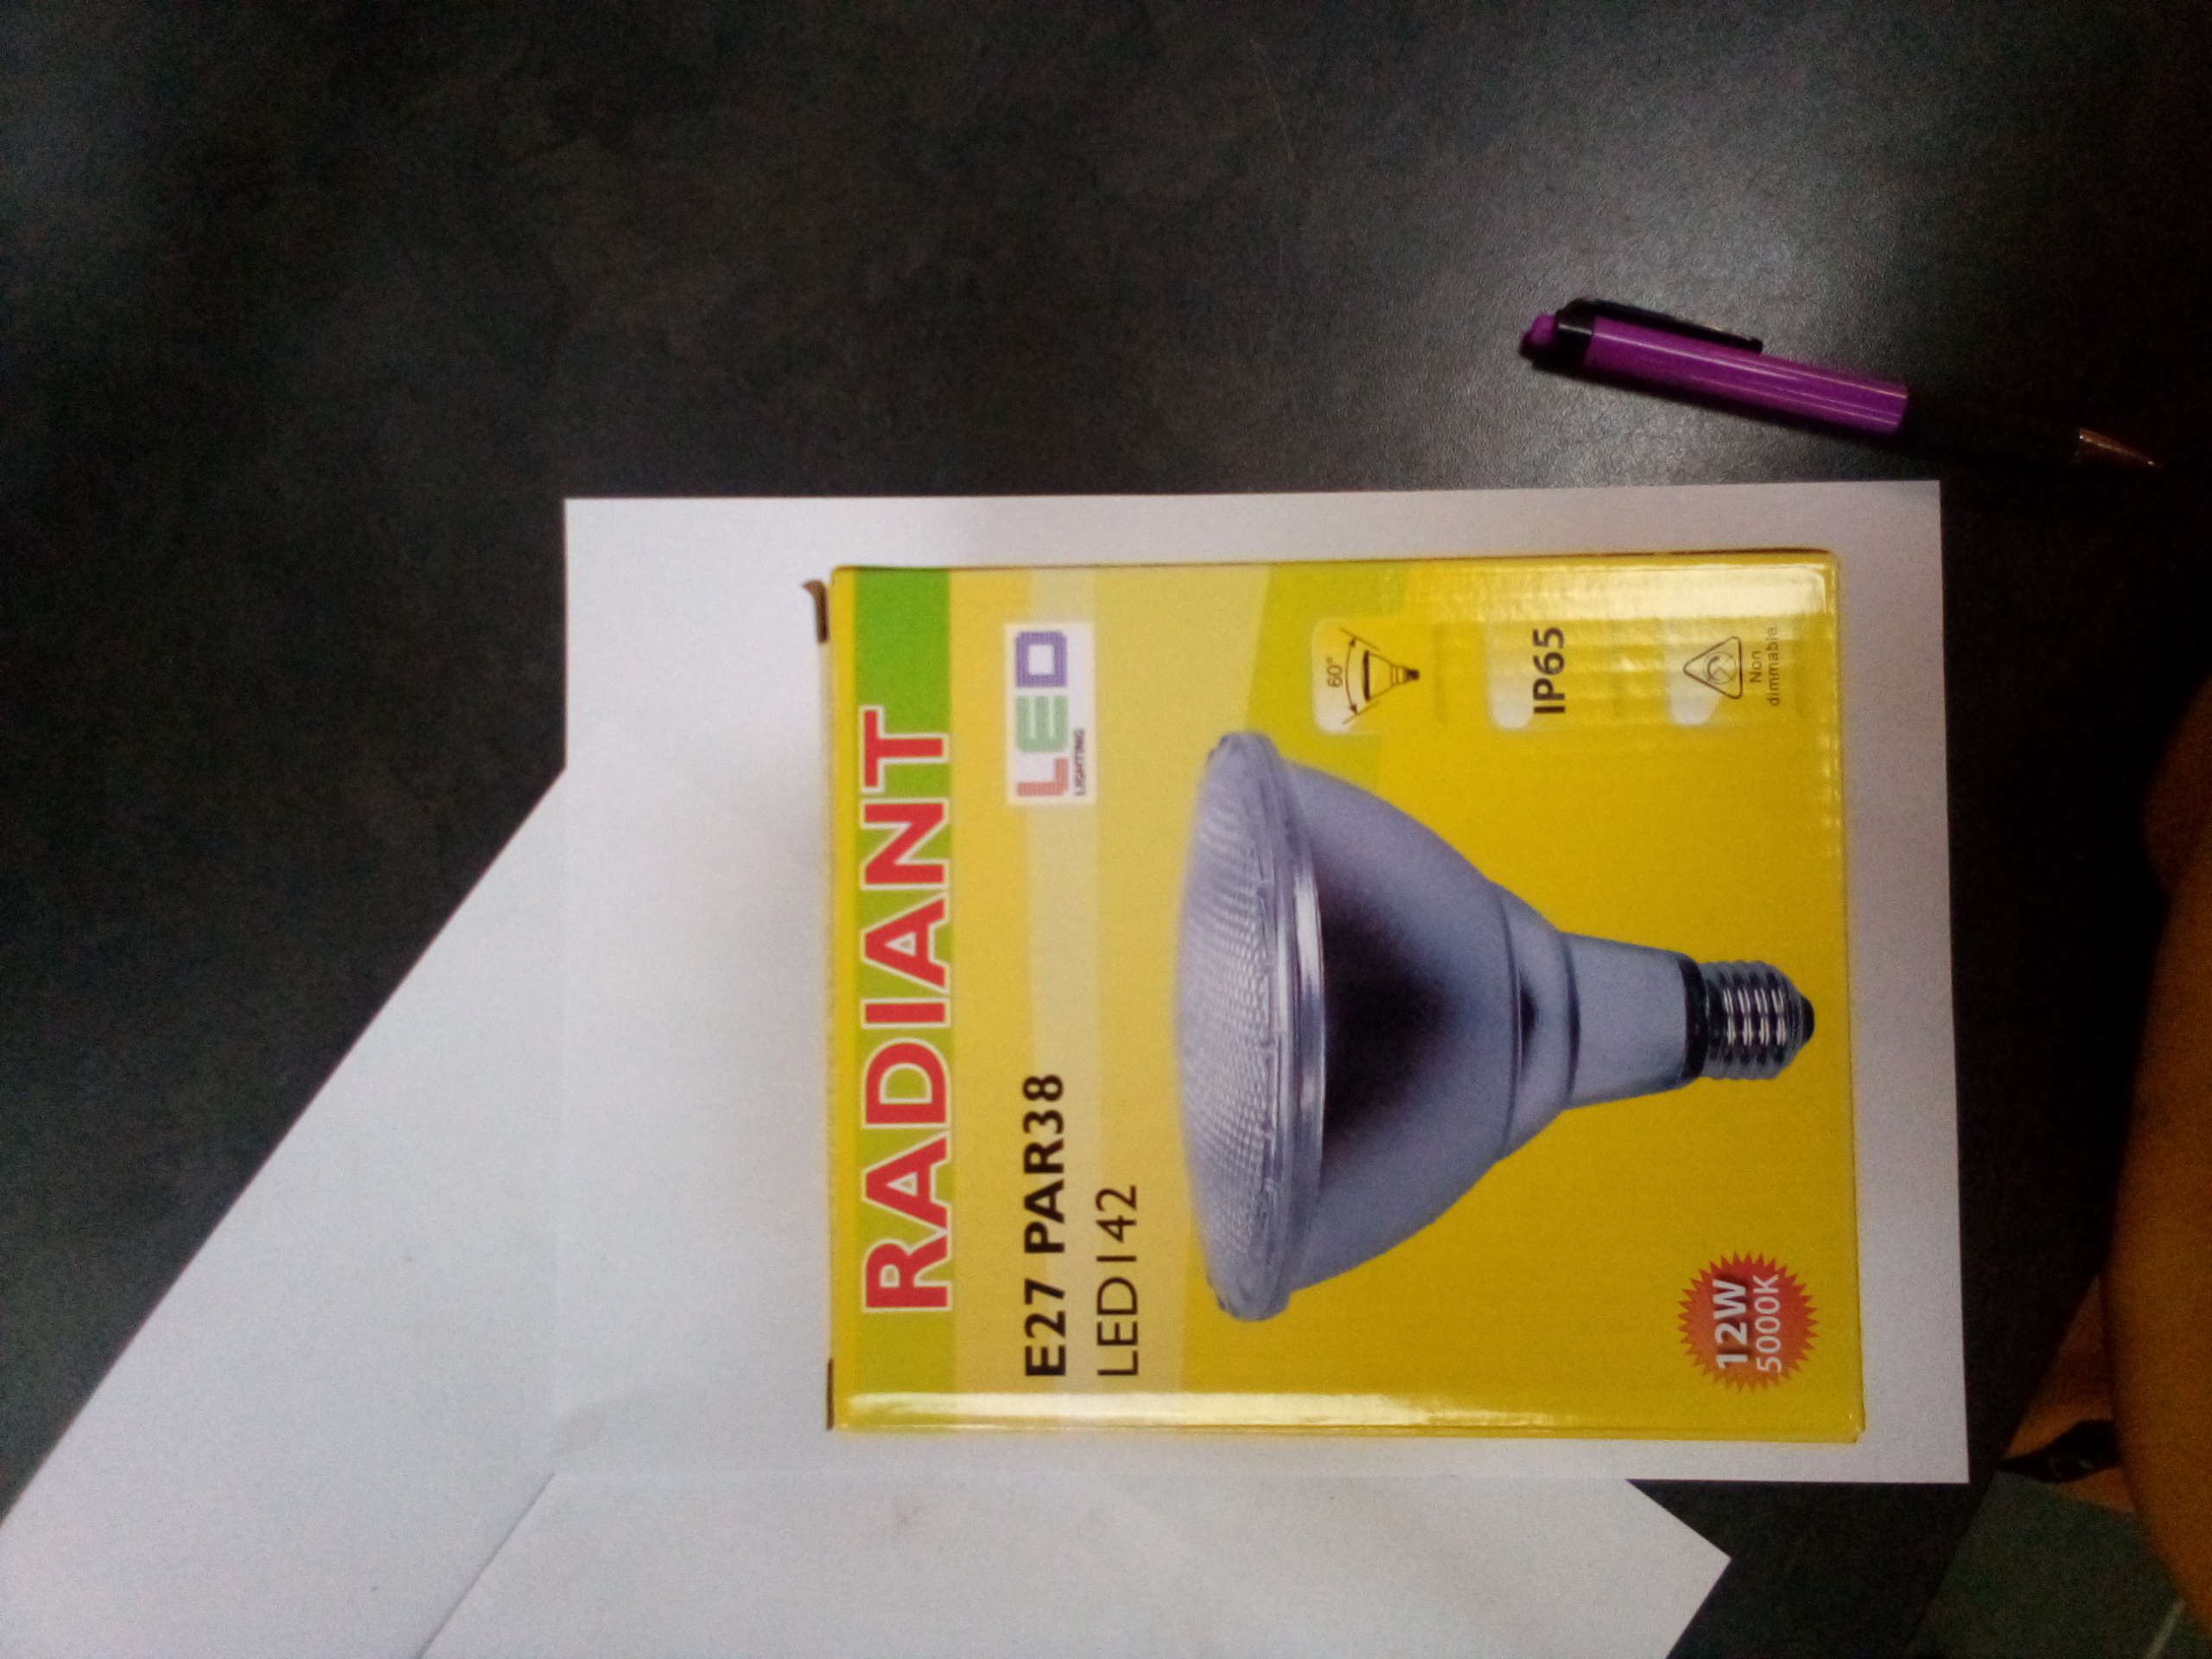 RADIANT
E27 PAR38
LED142
LED
LIGHTING
60°
IP65
Non
dimmable
12W
5000K